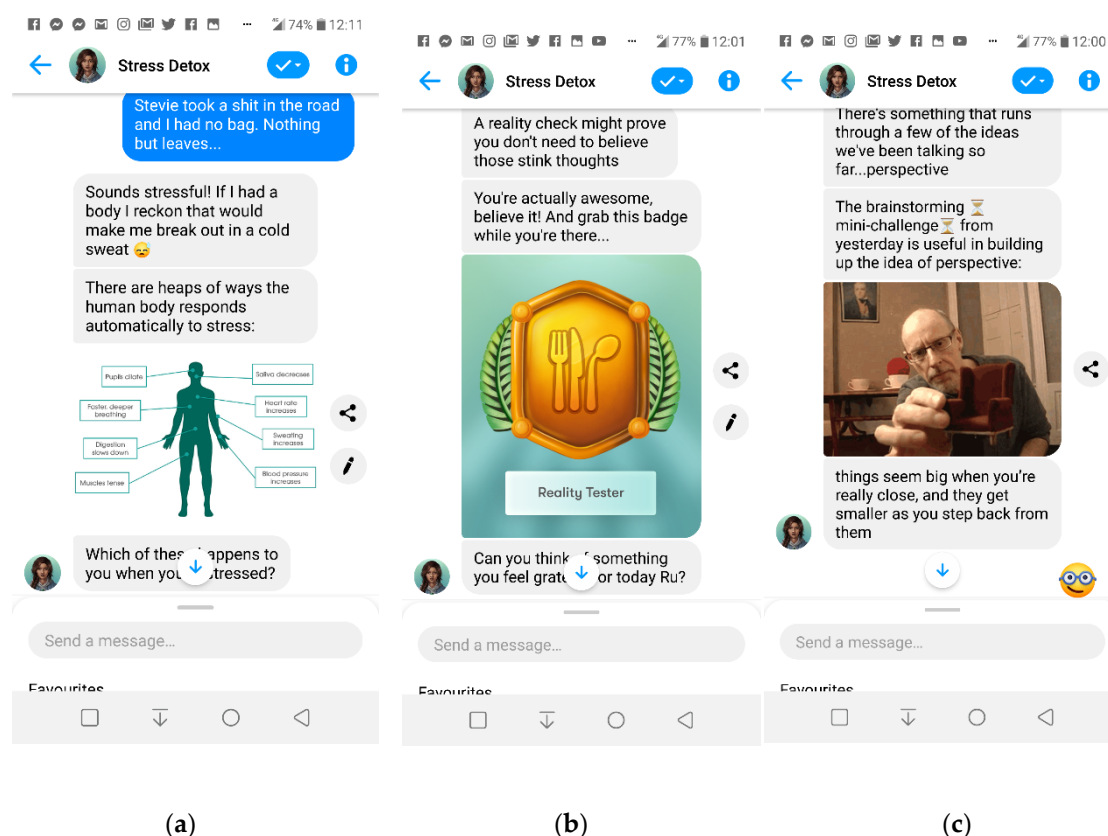 74% 12:11
Stress Detox
Stevie took a shit in the road
and I had no bag. Nothing
but leaves...
Sounds stressful! If I had a
body I reckon that would
make me break out in a cold
sweat 😓
There are heaps of ways the
human body responds
automatically to stress:
Pupils dilate
Saliva decreases
Faster, deeper
breathing
Heart rate
increases
Digestion
slows down
Sweating
increases
Muscles tense
Blood pressure
increases
Which of these happens to
you when you stressed?
Send a message...
Favourites
(a)
77% 12:01
Stress Detox
A reality check might prove
you don't need to believe
those stink thoughts
You're actually awesome,
believe it! And grab this badge
while you're there...
Reality Tester
Can you think of something
you feel grateful for today Ru?
Send a message...
Favourites
(b)
77% 12:00
Stress Detox
There's something that runs
through a few of the ideas
we've been talking so
far...perspective
The brainstorming ⏳
mini-challenge⏳ from
yesterday is useful in building
up the idea of perspective:
things seem big when you're
really close, and they get
smaller as you step back from
them
Send a message...
Favourites
(c)